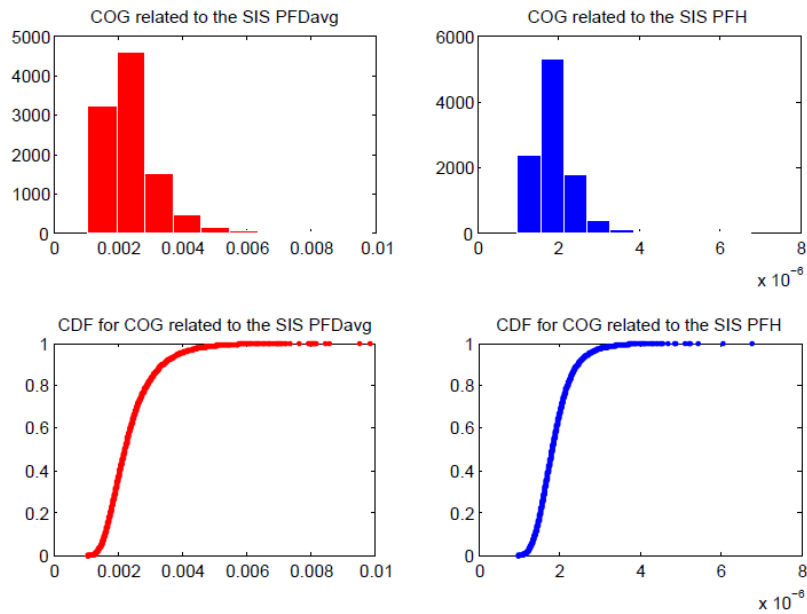 COG related to the SIS PFDavg
5000
4000
3000
2000
1000
0
0 0.002 0.004 0.006 0.008 0.01
COG related to the SIS PFH
6000
4000
2000
0
0 2 4 6 8
x 10⁻⁶
CDF for COG related to the SIS PFDavg
1
0.8
0.6
0.4
0.2
0
0 0.002 0.004 0.006 0.008 0.01
CDF for COG related to the SIS PFH
1
0.8
0.6
0.4
0.2
0
0 2 4 6 8
x 10⁻⁶